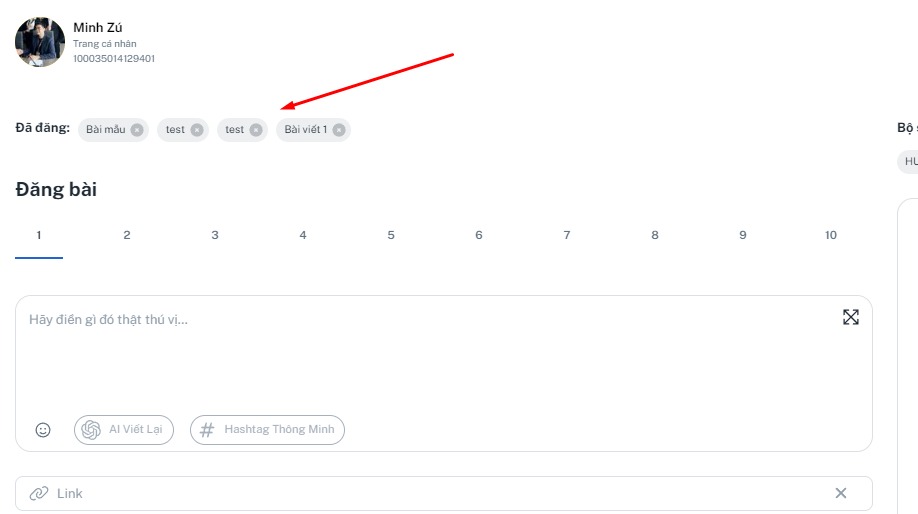 Minh Zú
Trang cá nhân
100035014129401
Đã đăng: Bài mẫu test test Bài viết 1
Bộ
HU
Đăng bài
1 2 3 4 5 6 7 8 9 10
Hãy điền gì đó thật thú vị...
AI Viết Lại # Hashtag Thông Minh
Link